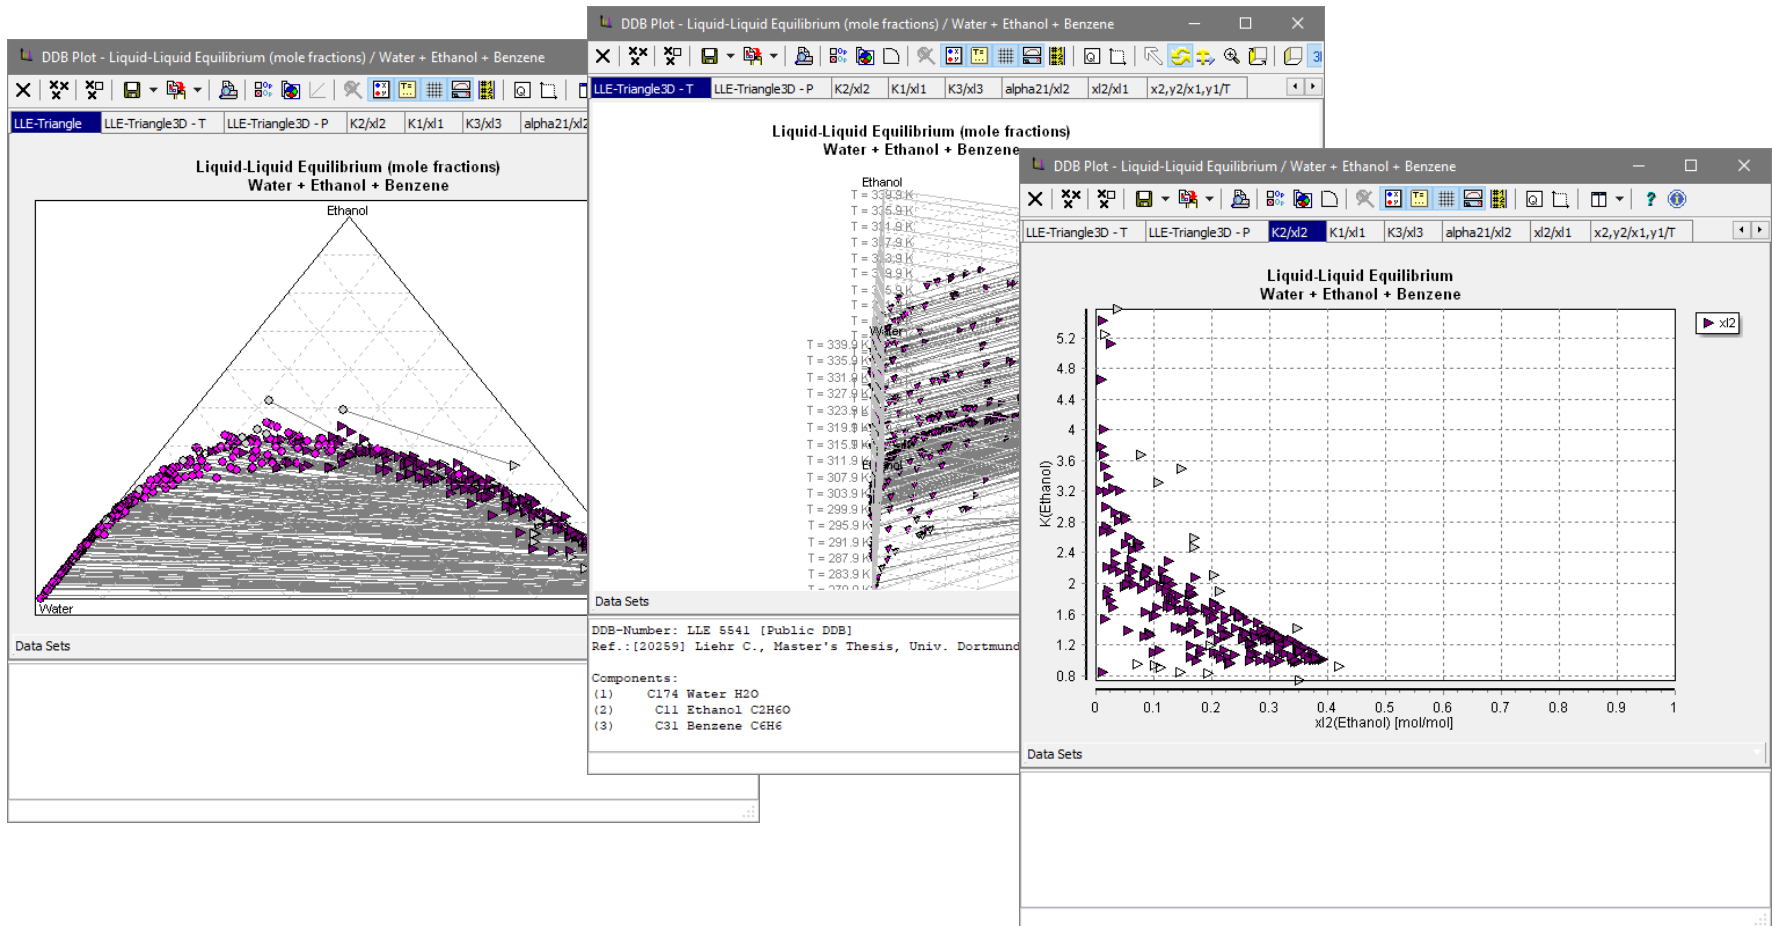 DDB Plot - Liquid-Liquid Equilibrium (mole fractions) / Water + Ethanol + Benzene
LLE-Triangle LLE-Triangle3D - T LLE-Triangle3D - P K2/xl2 K1/xl1 K3/xl3 alpha21/xl2
Liquid-Liquid Equilibrium (mole fractions)
Water + Ethanol + Benzene
Ethanol
Water
Data Sets
DDB Plot - Liquid-Liquid Equilibrium (mole fractions) / Water + Ethanol + Benzene
LLE-Triangle3D - T LLE-Triangle3D - P K2/xl2 K1/xl1 K3/xl3 alpha21/xl2 xl2/xl1 x2,y2/x1,y1/T
Liquid-Liquid Equilibrium (mole fractions)
Water + Ethanol + Benzene
Ethanol
T = 339.9 K
T = 335.9 K
T = 331.9 K
Water
T = 339.9 K
T = 335.9 K
T = 331.9 K
T = 327.9 K
T = 323.9 K
T = 319.9 K
T = 315.9 K
T = 311.9 K
T = 307.9 K
T = 303.9 K
T = 299.9 K
T = 295.9 K
T = 291.9 K
T = 287.9 K
T = 283.9 K
Data Sets
DDB-Number: LLE 5541 [Public DDB]
Ref.:[20259] Liehr C., Master's Thesis, Univ. Dortmund
Components:
(1) C174 Water H2O
(2) C11 Ethanol C2H6O
(3) C31 Benzene C6H6
DDB Plot - Liquid-Liquid Equilibrium / Water + Ethanol + Benzene
LLE-Triangle3D - T LLE-Triangle3D - P K2/xl2 K1/xl1 K3/xl3 alpha21/xl2 xl2/xl1 x2,y2/x1,y1/T
Liquid-Liquid Equilibrium
Water + Ethanol + Benzene
xl2
5.2
4.8
4.4
4
3.6
3.2
2.8
2.4
2
1.6
1.2
0.8
K(Ethanol)
0 0.1 0.2 0.3 0.4 0.5 0.6 0.7 0.8 0.9 1
xl2(Ethanol) [mol/mol]
Data Sets